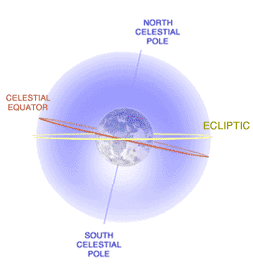 NORTH
CELESTIAL
POLE
CELESTIAL
EQUATOR
ECLIPTIC
SOUTH
CELESTIAL
POLE